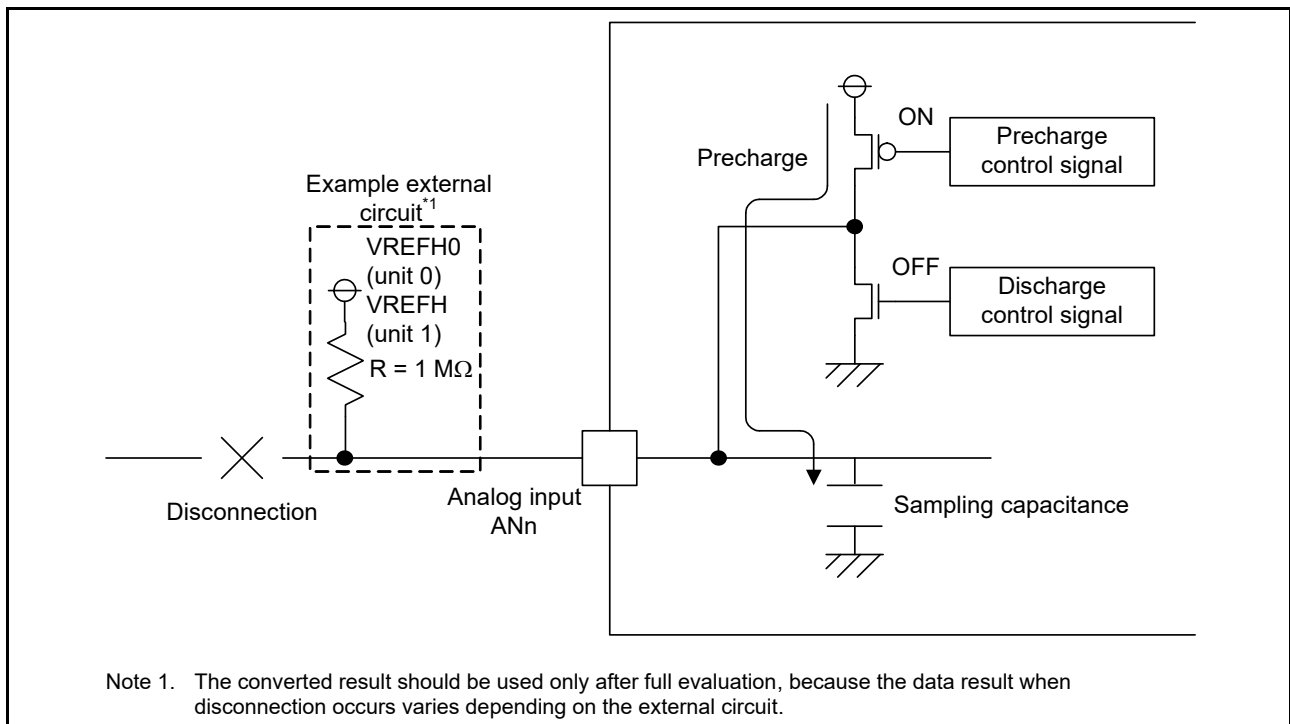 ON
Precharge
control signal
Precharge
Example external
circuit*1
VREFH0
(unit 0)
VREFH
(unit 1)
R = 1 MΩ
OFF
Discharge
control signal
Disconnection
Analog input
ANn
Sampling capacitance
Note 1. The converted result should be used only after full evaluation, because the data result when
disconnection occurs varies depending on the external circuit.